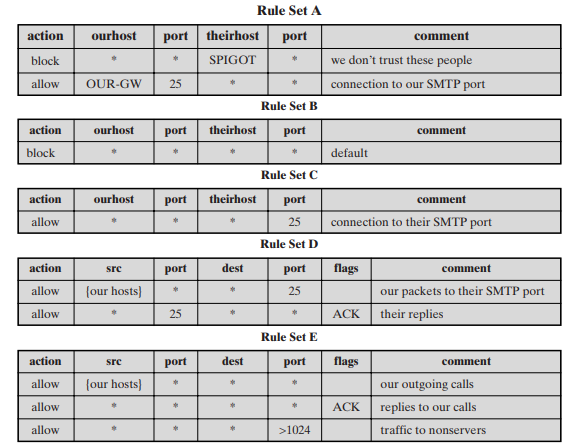 Rule Set A
action ourhost port theirhost port comment
block * * SPIGOT * we don't trust these people
allow OUR-GW 25 * * connection to our SMTP port
Rule Set B
action ourhost port theirhost port comment
block * * * * default
Rule Set C
action ourhost port theirhost port comment
allow * * * 25 connection to their SMTP port
Rule Set D
action src port dest port flags comment
allow {our hosts} * * 25 our packets to their SMTP port
allow * 25 * * ACK their replies
Rule Set E
action src port dest port flags comment
allow {our hosts} * * * our outgoing calls
allow * * * * ACK replies to our calls
allow * * * >1024 traffic to nonservers